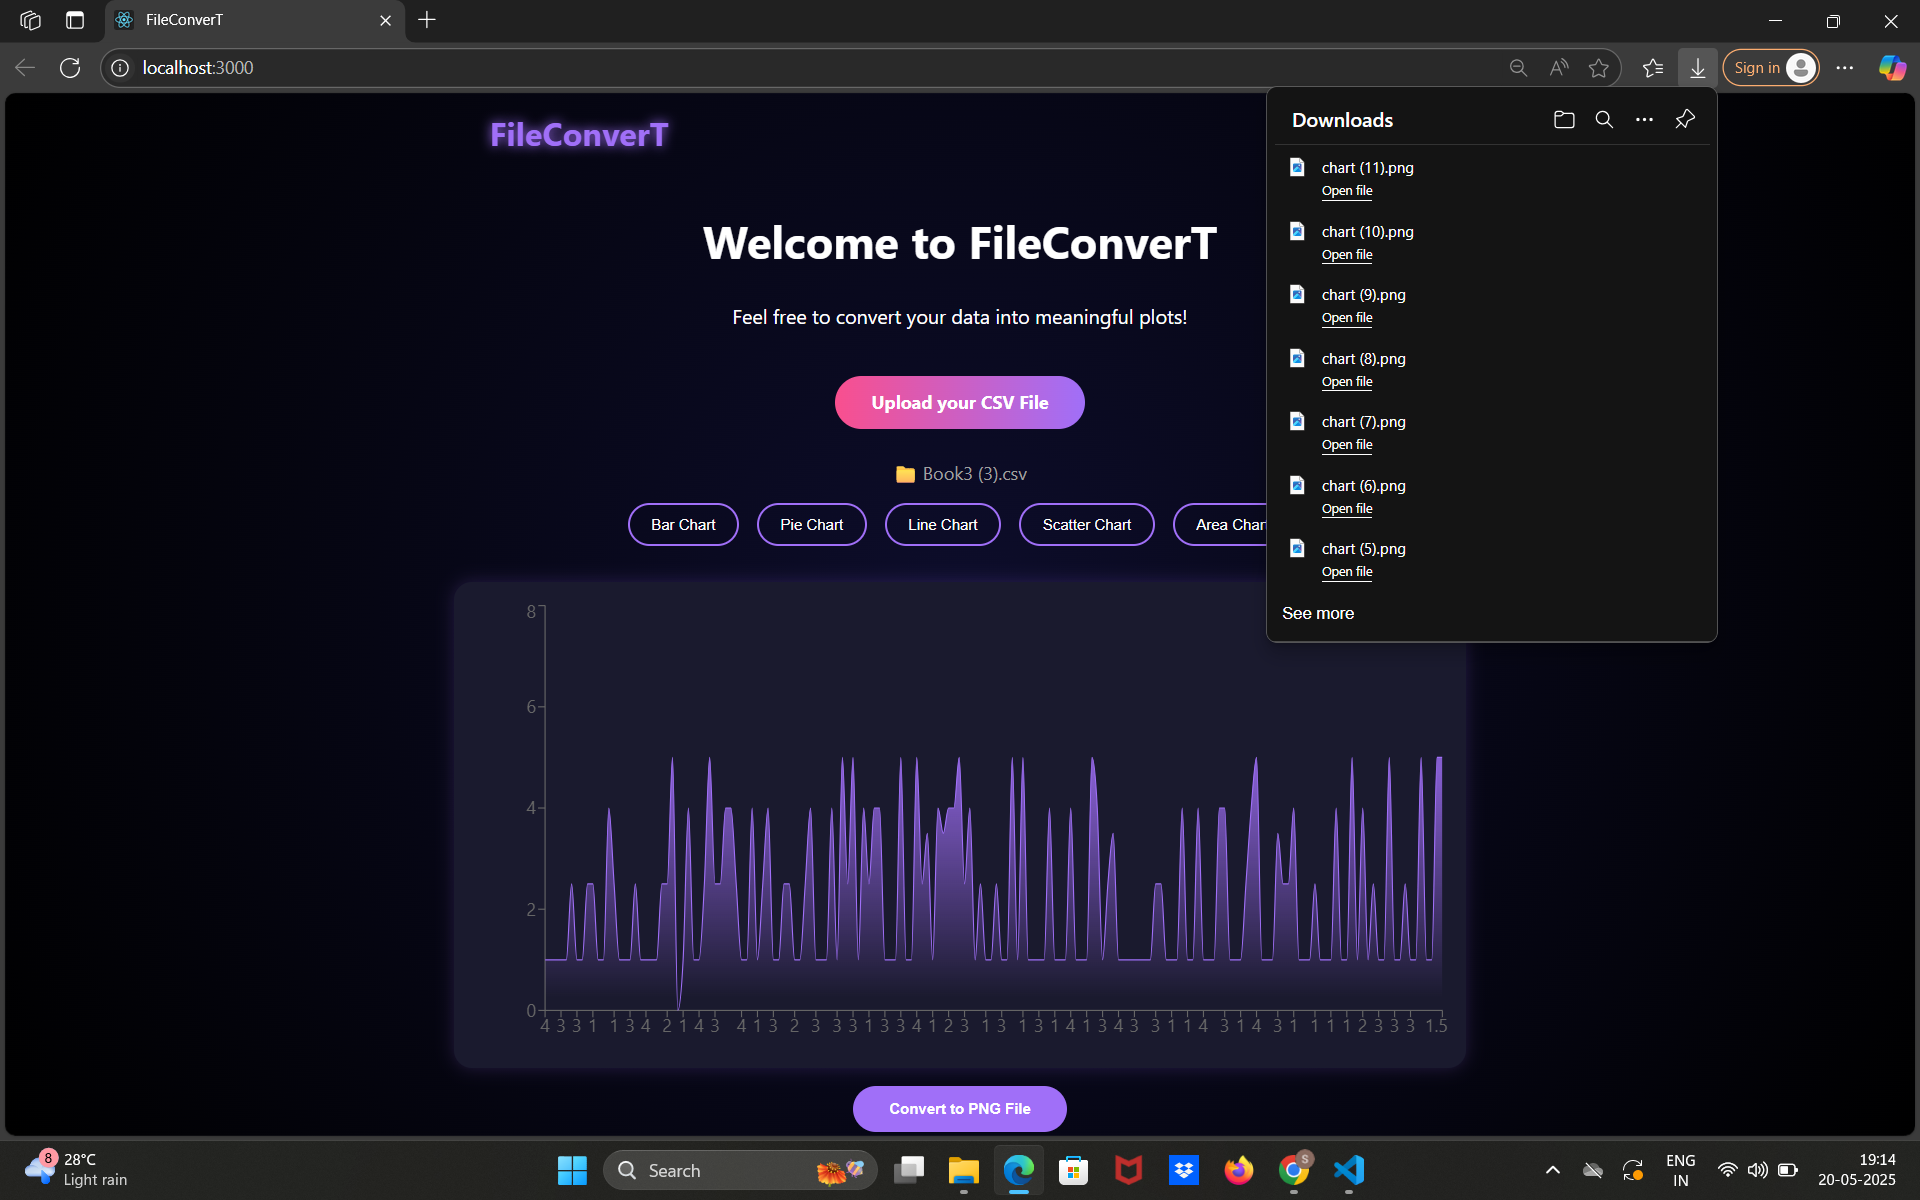 FileConverT
localhost:3000
Sign in
FileConverT
Downloads
chart (11).png
Open file
chart (10).png
Open file
chart (9).png
Open file
chart (8).png
Open file
chart (7).png
Open file
chart (6).png
Open file
chart (5).png
Open file
See more
Welcome to FileConverT
Feel free to convert your data into meaningful plots!
Upload your CSV File
Book3 (3).csv
Bar Chart
Pie Chart
Line Chart
Scatter Chart
Area Char
8
6
4
2
0
4 3 3 1 1 3 4 2 1 4 3 4 1 3 2 3 3 3 1 3 3 4 1 2 3 1 3 1 3 1 4 1 3 4 3 3 1 1 4 3 1 4 3 1 1 1 1 2 3 3 3 1.5
Convert to PNG File
8
28°C
Light rain
Search
S
ENG
IN
19:14
20-05-2025